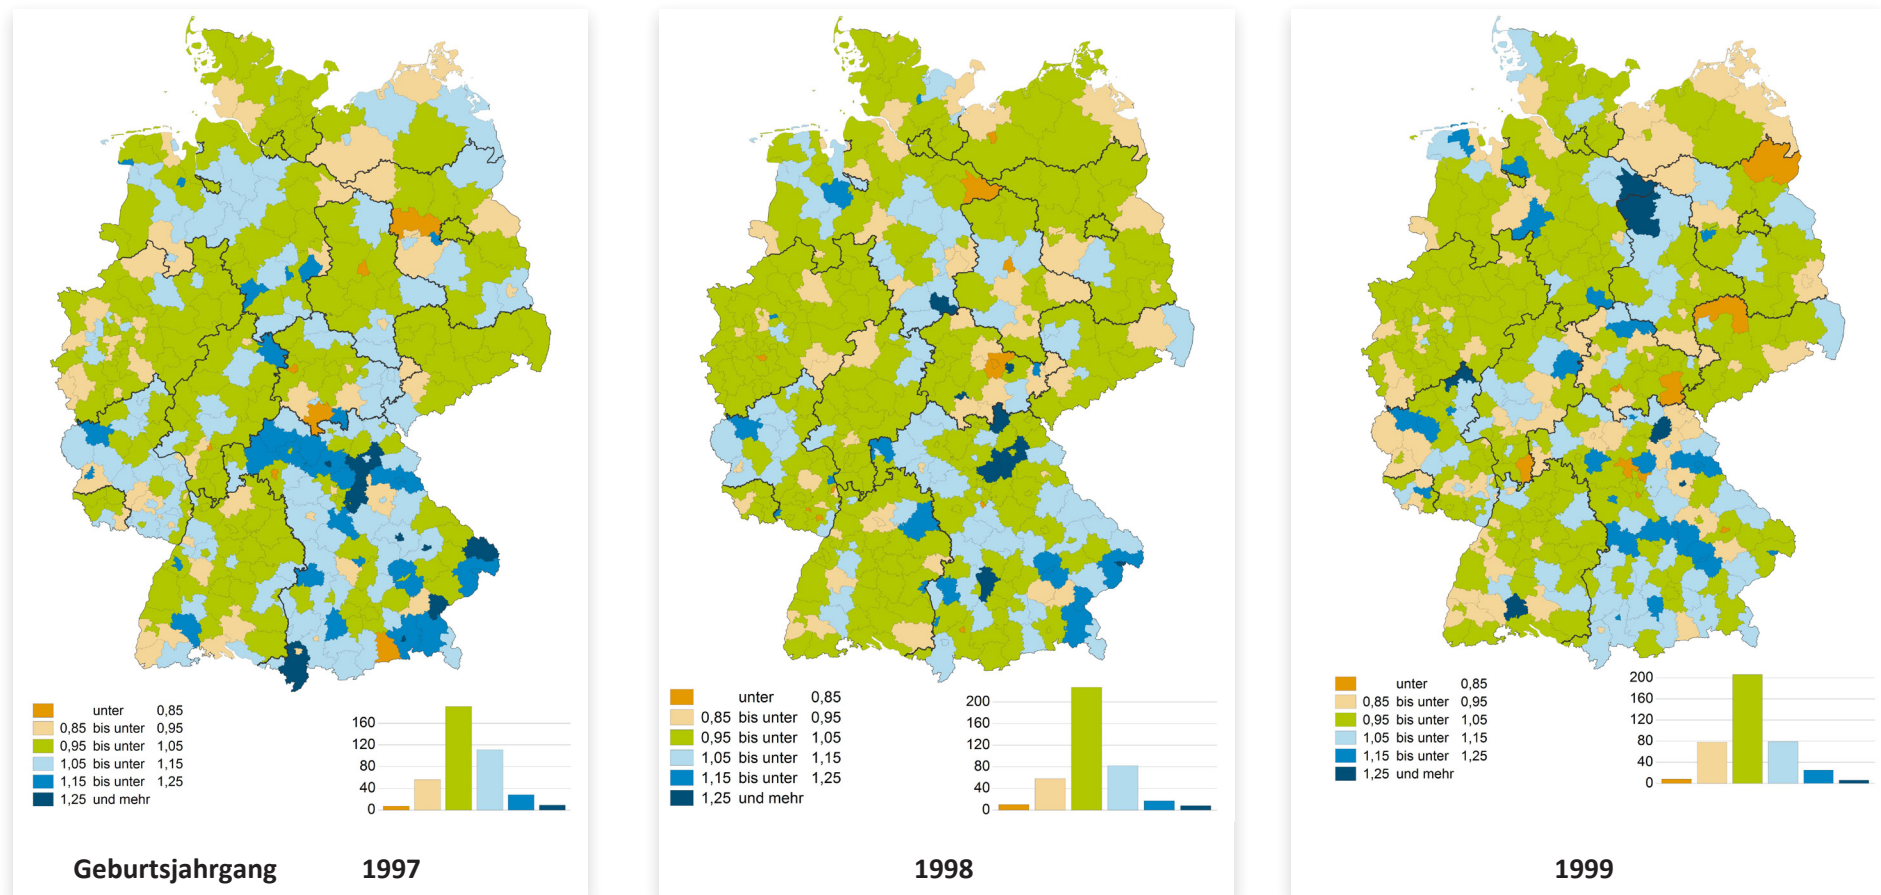 unter 0,85
0,85 bis unter 0,95
0,95 bis unter 1,05
1,05 bis unter 1,15
1,15 bis unter 1,25
1,25 und mehr
160
120
80
40
0
Geburtsjahrgang 1997
unter 0,85
0,85 bis unter 0,95
0,95 bis unter 1,05
1,05 bis unter 1,15
1,15 bis unter 1,25
1,25 und mehr
200
160
120
80
40
0
1998
unter 0,85
0,85 bis unter 0,95
0,95 bis unter 1,05
1,05 bis unter 1,15
1,15 bis unter 1,25
1,25 und mehr
200
160
120
80
40
0
1999